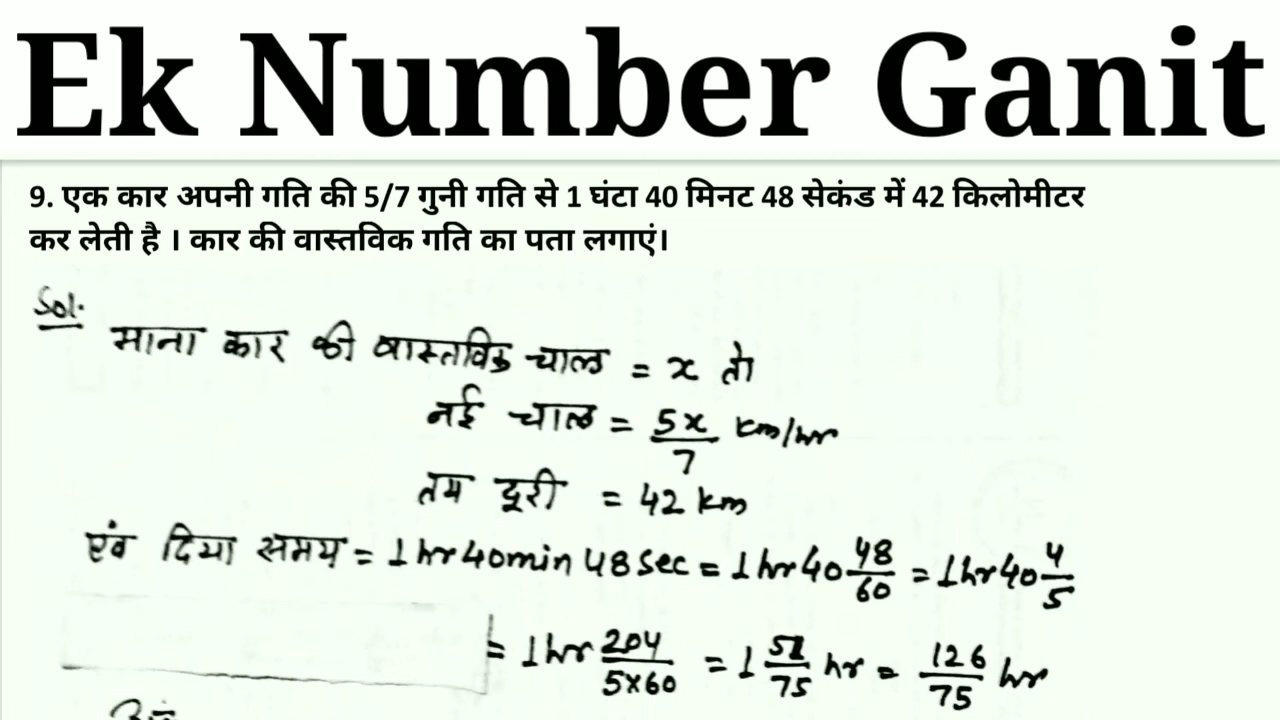 Ek Number Ganit
9. एक कार अपनी गति की 5/7 गुनी गति से 1 घंटा 40 मिनट 48 सेकंड में 42 किलोमीटर
कर लेती है । कार की वास्तविक गति का पता लगाएं।
Sol.
माना कार की वास्तविक चाल = x तो
नई चाल = 5x/7 km/hr
तय दूरी = 42 km
एंव दिया समय = 1 hr 40 min 48 sec = 1 hr 40 48/60 = 1 hr 40 4/5
= 1 hr 204/5x60 = 1 51/75 hr = 126/75 hr